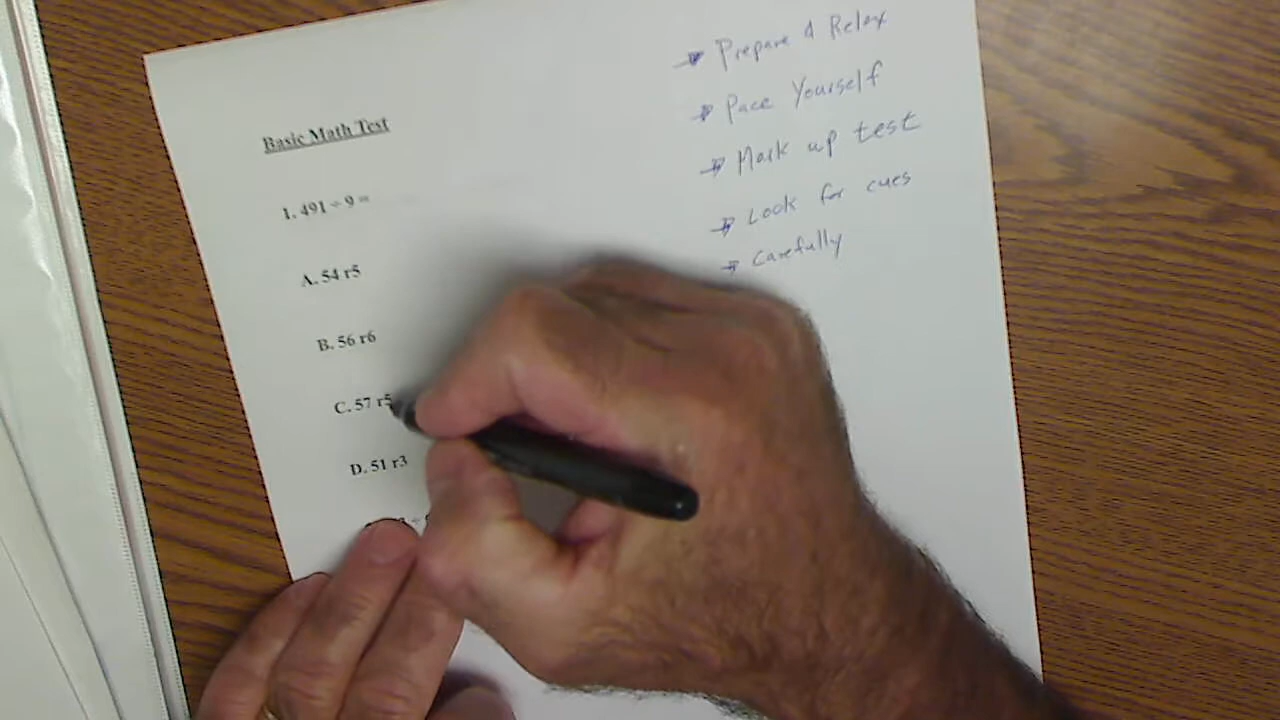 Basic Math Test
1. 491 ÷ 9 =
A. 54 r5
B. 56 r6
C. 57 r5
D. 51 r3
➔ Prepare & Relax
➔ Pace Yourself
➔ Mark up test
➔ Look for cues
➔ Carefully